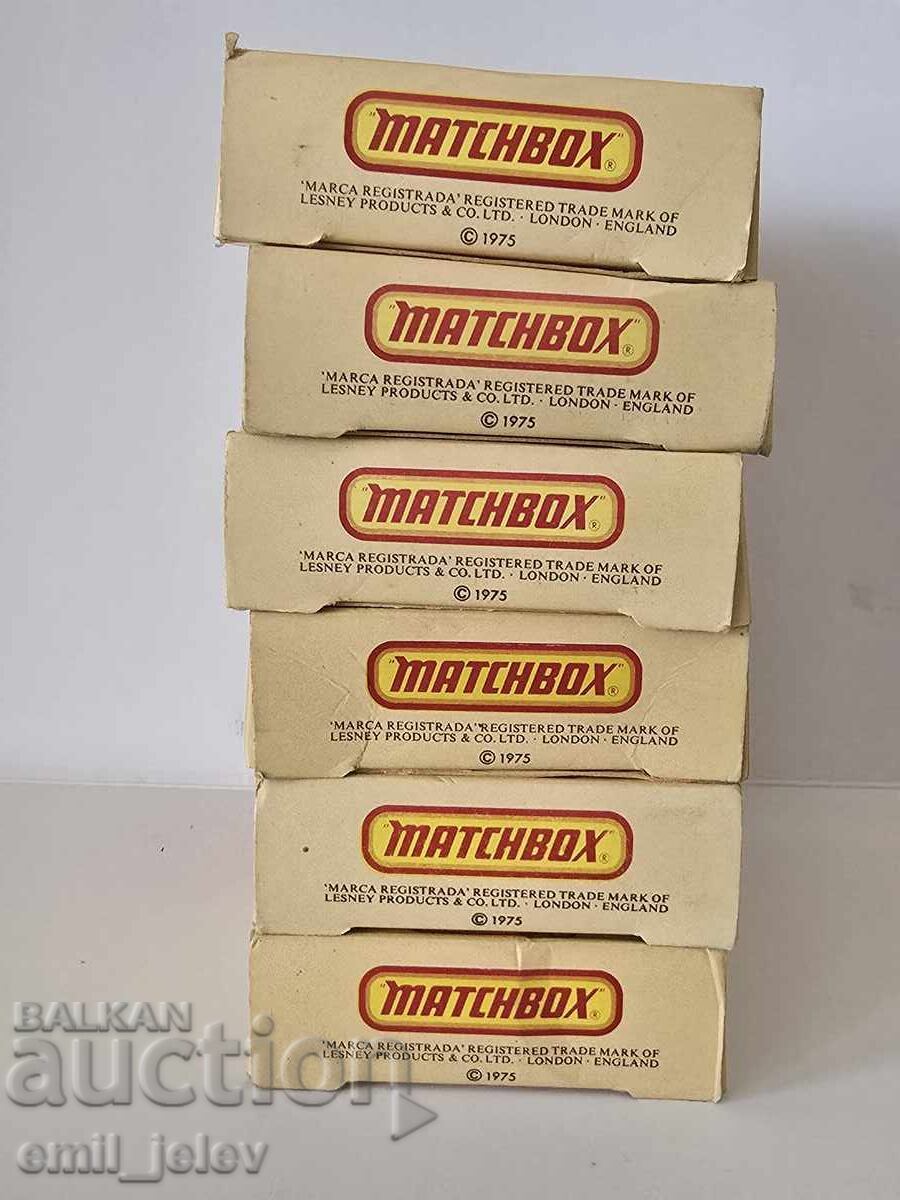 "MATCHBOX"®
'MARCA REGISTRADA' REGISTERED TRADE MARK OF
LESNEY PRODUCTS & CO. LTD. · LONDON · ENGLAND
© 1975
"MATCHBOX"®
'MARCA REGISTRADA' REGISTERED TRADE MARK OF
LESNEY PRODUCTS & CO. LTD. · LONDON · ENGLAND
© 1975
"MATCHBOX"®
'MARCA REGISTRADA' REGISTERED TRADE MARK OF
LESNEY PRODUCTS & CO. LTD. · LONDON · ENGLAND
© 1975
"MATCHBOX"®
'MARCA REGISTRADA' REGISTERED TRADE MARK OF
LESNEY PRODUCTS & CO. LTD. · LONDON · ENGLAND
© 1975
"MATCHBOX"®
'MARCA REGISTRADA' REGISTERED TRADE MARK OF
LESNEY PRODUCTS & CO. LTD. · LONDON · ENGLAND
© 1975
"MATCHBOX"®
'MARCA REGISTRADA' REGISTERED TRADE MARK OF
LESNEY PRODUCTS & CO. LTD. · LONDON · ENGLAND
© 1975
BALKAN
auction
emil_jelev